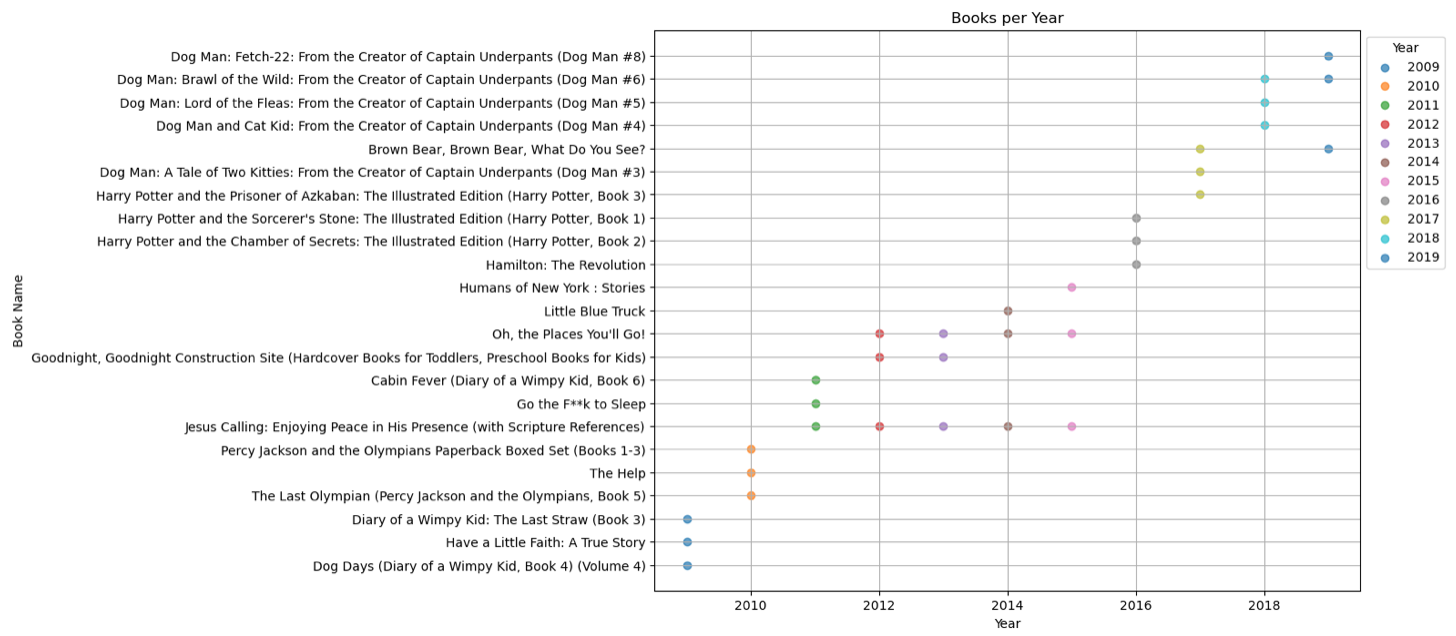 Books per Year
Dog Man: Fetch-22: From the Creator of Captain Underpants (Dog Man #8)
Dog Man: Brawl of the Wild: From the Creator of Captain Underpants (Dog Man #6)
Dog Man: Lord of the Fleas: From the Creator of Captain Underpants (Dog Man #5)
Dog Man and Cat Kid: From the Creator of Captain Underpants (Dog Man #4)
Brown Bear, Brown Bear, What Do You See?
Dog Man: A Tale of Two Kitties: From the Creator of Captain Underpants (Dog Man #3)
Harry Potter and the Prisoner of Azkaban: The Illustrated Edition (Harry Potter, Book 3)
Harry Potter and the Sorcerer's Stone: The Illustrated Edition (Harry Potter, Book 1)
Harry Potter and the Chamber of Secrets: The Illustrated Edition (Harry Potter, Book 2)
Hamilton: The Revolution
Humans of New York : Stories
Little Blue Truck
Oh, the Places You'll Go!
Goodnight, Goodnight Construction Site (Hardcover Books for Toddlers, Preschool Books for Kids)
Cabin Fever (Diary of a Wimpy Kid, Book 6)
Go the F**k to Sleep
Jesus Calling: Enjoying Peace in His Presence (with Scripture References)
Percy Jackson and the Olympians Paperback Boxed Set (Books 1-3)
The Help
The Last Olympian (Percy Jackson and the Olympians, Book 5)
Diary of a Wimpy Kid: The Last Straw (Book 3)
Have a Little Faith: A True Story
Dog Days (Diary of a Wimpy Kid, Book 4) (Volume 4)
Book Name
2010 2012 2014 2016 2018
Year
Year
2009
2010
2011
2012
2013
2014
2015
2016
2017
2018
2019